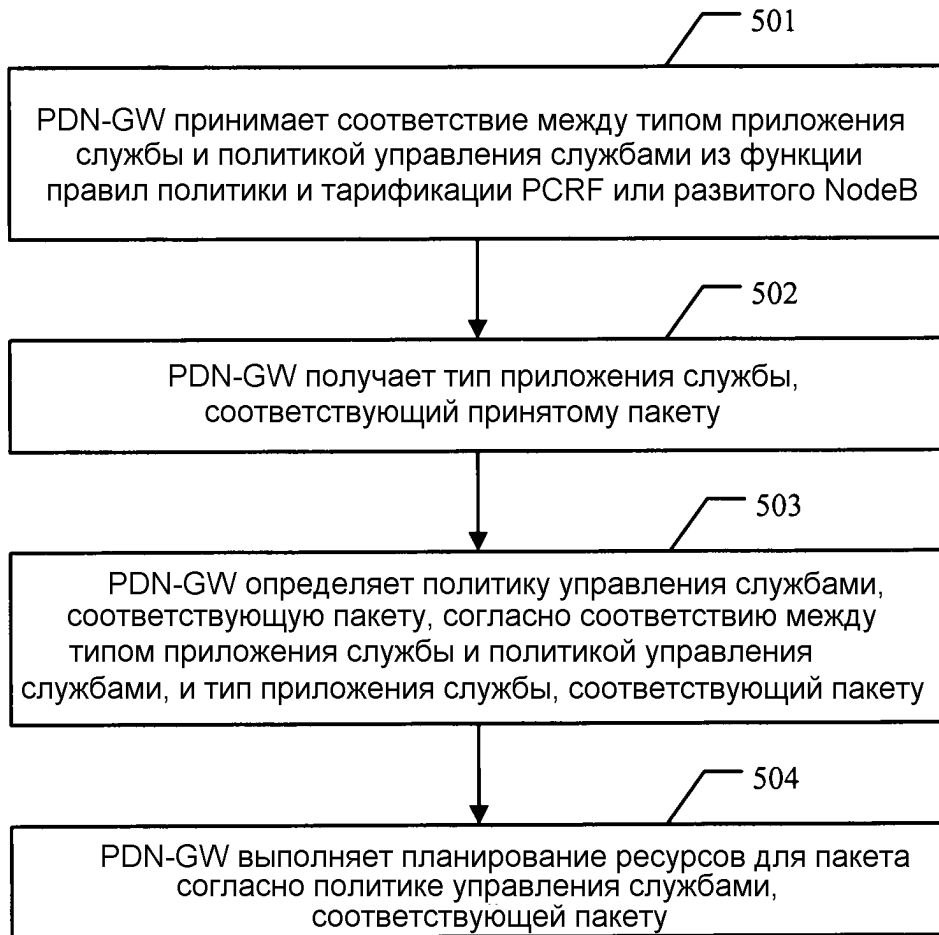 501
PDN-GW принимает соответствие между типом приложения
службы и политикой управления службами из функции
правил политики и тарификации PCRF или развитого NodeB
502
PDN-GW получает тип приложения службы,
соответствующий принятому пакету
503
PDN-GW определяет политику управления службами,
соответствующую пакету, согласно соответствию между
типом приложения службы и политикой управления
службами, и тип приложения службы, соответствующий пакету
504
PDN-GW выполняет планирование ресурсов для пакета
согласно политике управления службами,
соответствующей пакету